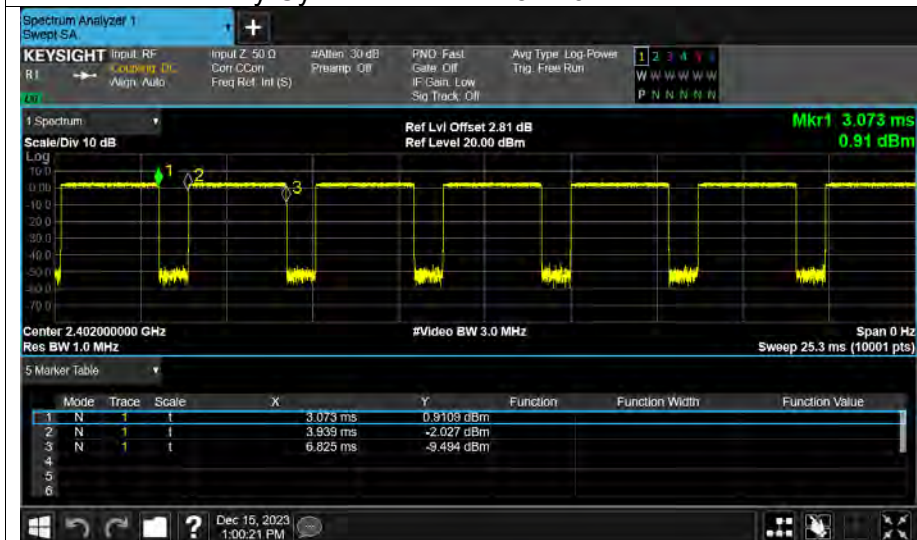 Spectrum Analyzer 1
Swept SA
+
KEYSIGHT
Input: RF
Input Z: 50 Ω
#Atten: 30 dB
PNO: Fast
Avg Type: Log-Power
1 2 3 4 5 6
R L
Coupling: DC
Corr CCorr
Preamp: Off
Gate: Off
Trig: Free Run
W W W W W W
Align: Auto
Freq Ref: Int (S)
IF Gain: Low
P N N N N N
Sig Track: Off
1 Spectrum
Ref Lvl Offset 2.81 dB
Mkr1 3.073 ms
Scale/Div 10 dB
Ref Level 20.00 dBm
0.91 dBm
Log
10.0
0.00
-10.0
-20.0
-30.0
-40.0
-50.0
-60.0
-70.0
1
2
3
Center 2.402000000 GHz
#Video BW 3.0 MHz
Span 0 Hz
Res BW 1.0 MHz
Sweep 25.3 ms (10001 pts)
5 Marker Table
Mode Trace Scale X Y Function Function Width Function Value
1 N 1 t 3.073 ms 0.9109 dBm
2 N 1 t 3.939 ms -2.027 dBm
3 N 1 t 6.825 ms -9.494 dBm
4
5
6
?
Dec 15, 2023
1:00:21 PM